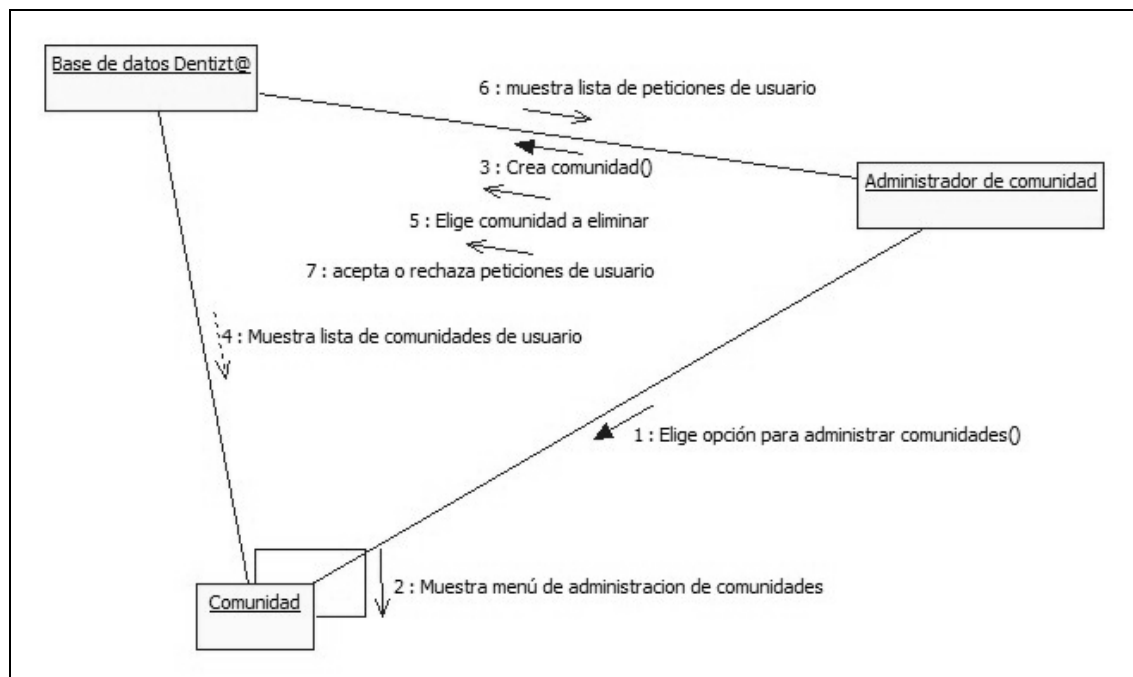 Base de datos Dentizt@
6 : muestra lista de peticiones de usuario
3 : Crea comunidad()
Administrador de comunidad
5 : Elige comunidad a eliminar
7 : acepta o rechaza peticiones de usuario
4 : Muestra lista de comunidades de usuario
1 : Elige opción para administrar comunidades()
2 : Muestra menú de administracion de comunidades
Comunidad